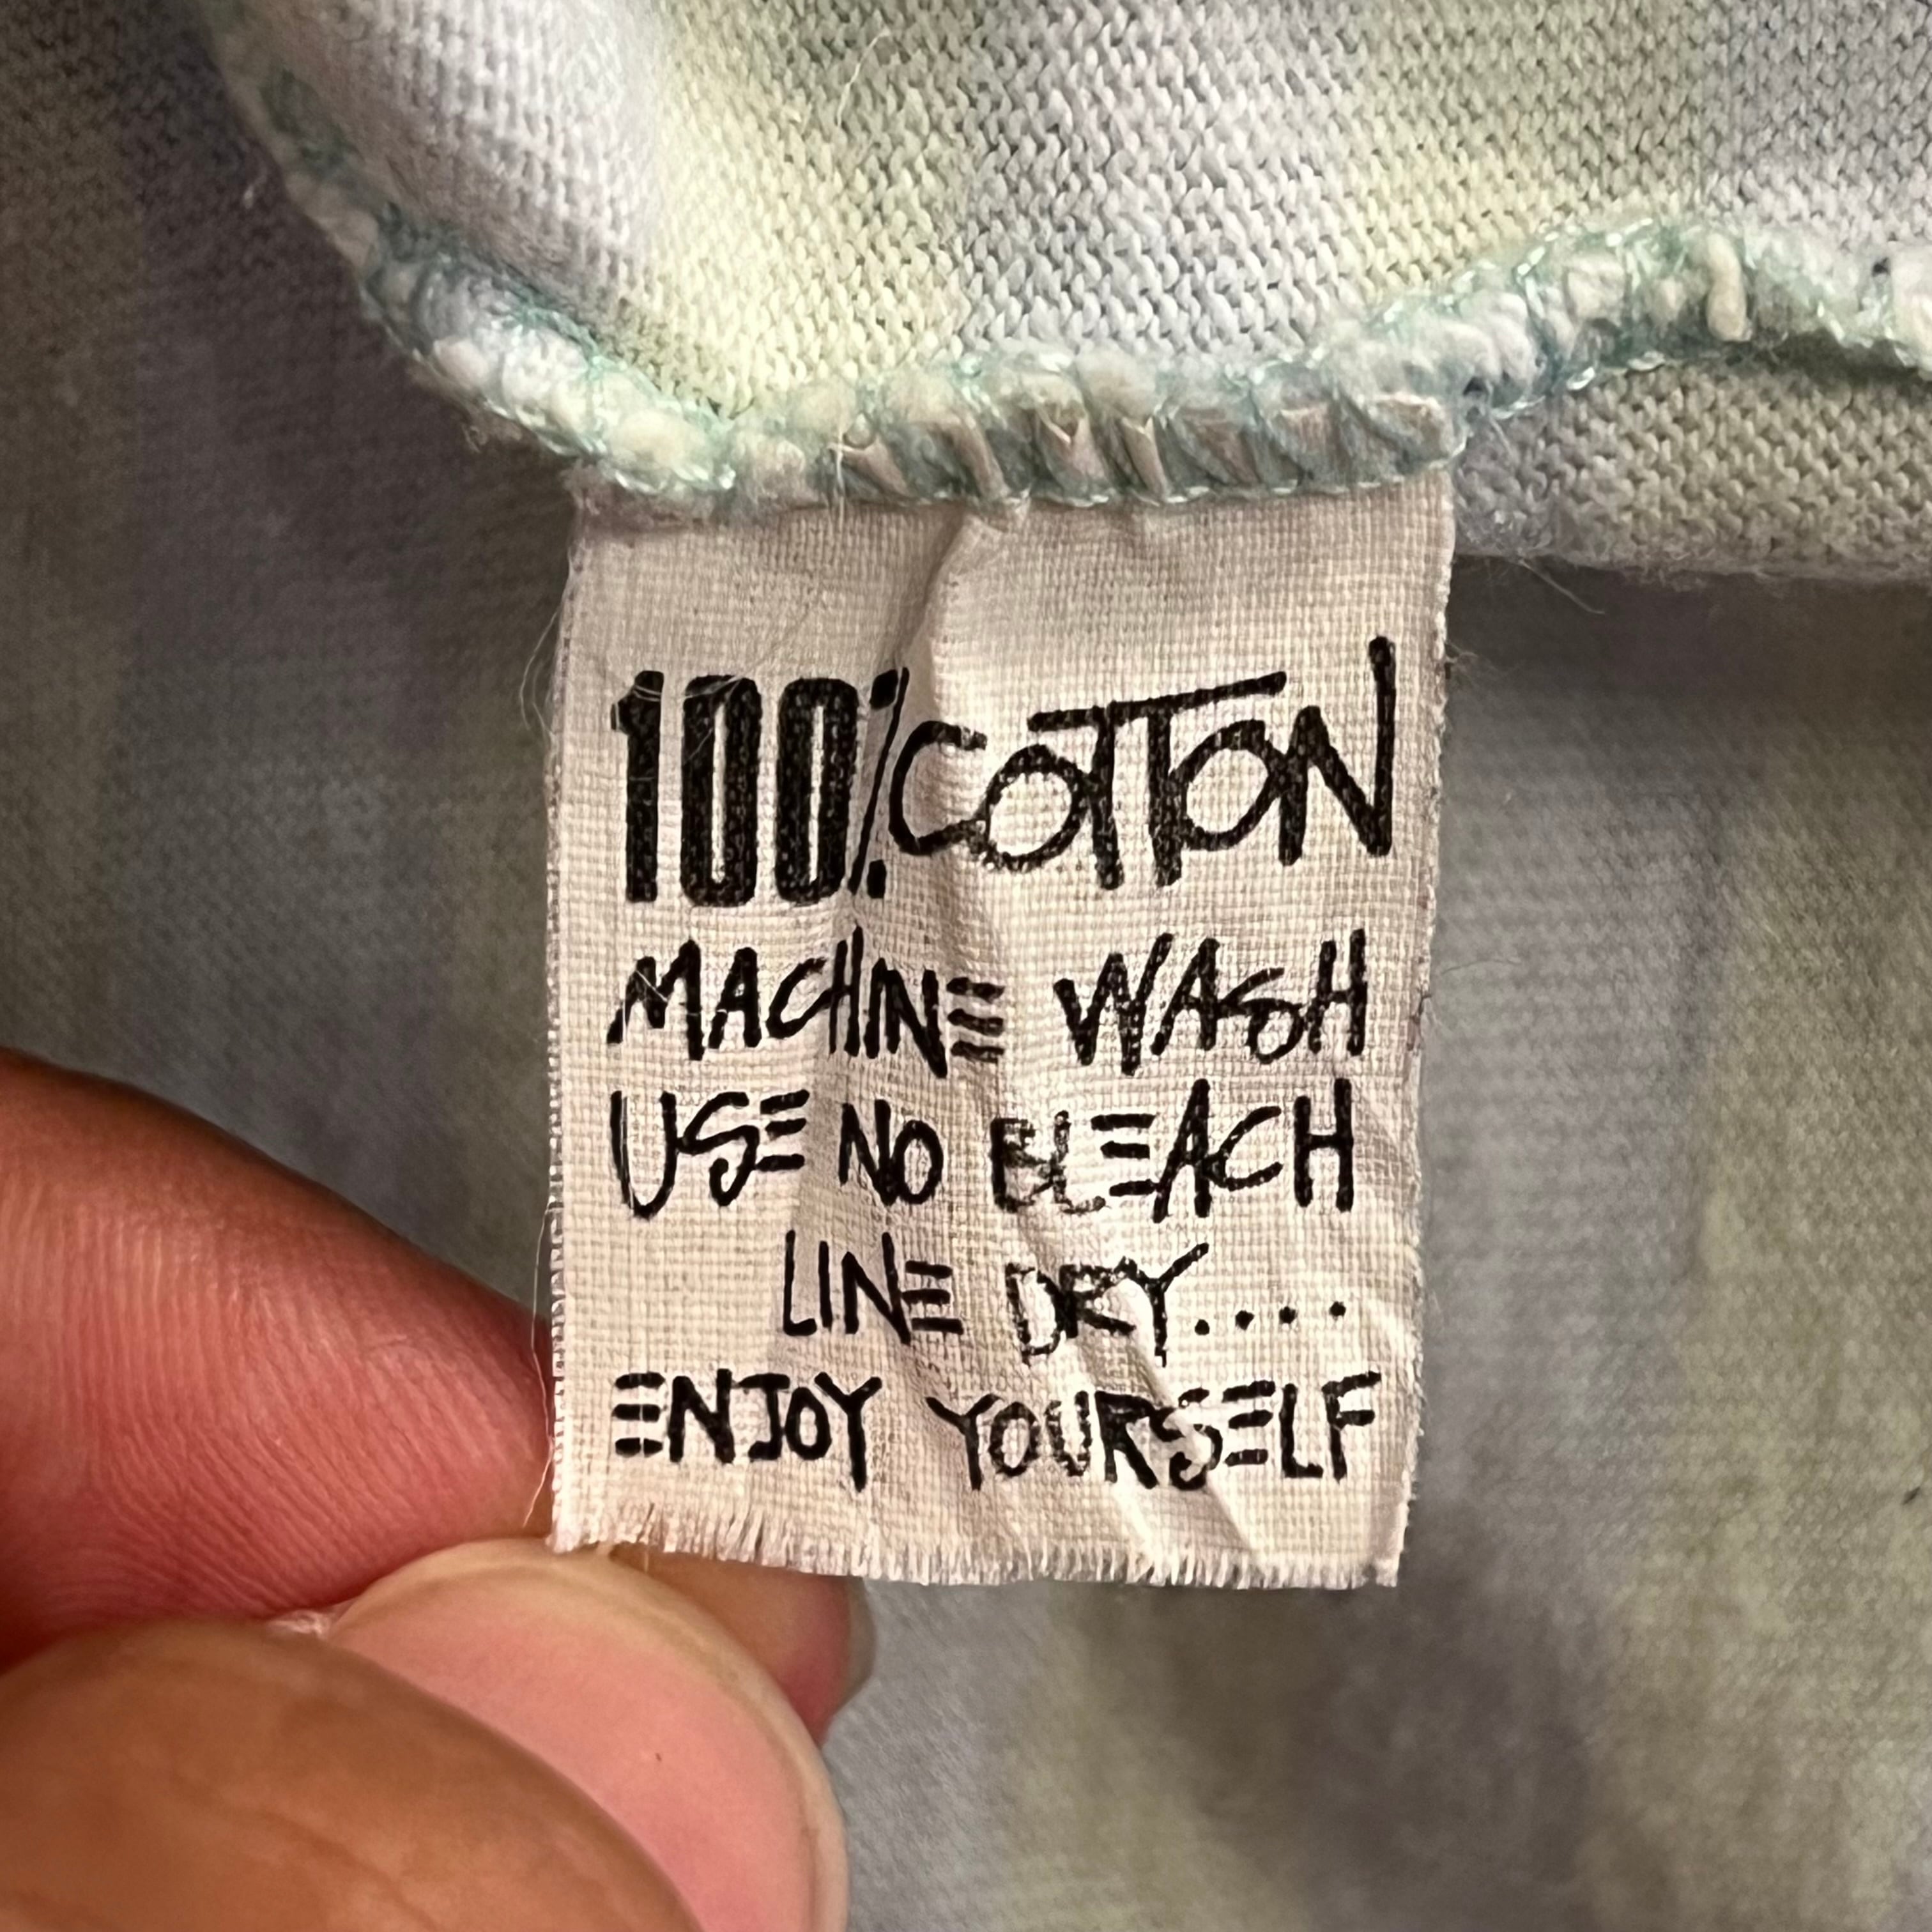 100% COTTON
MACHINE WASH
USE NO BLEACH
LINE DRY....
ENJOY YOURSELF